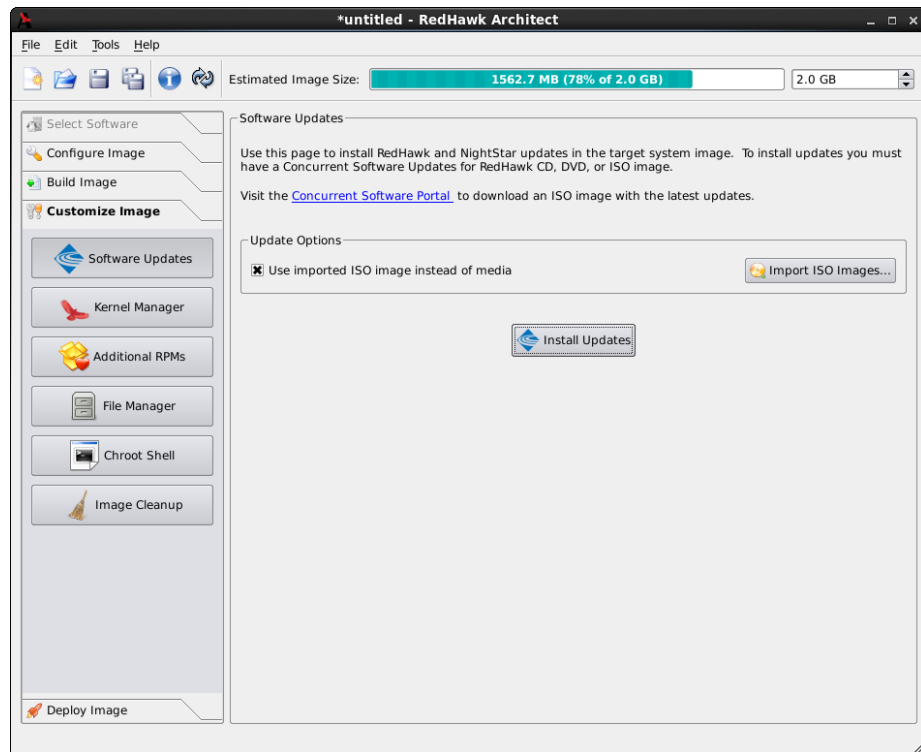 *untitled - RedHawk Architect
File Edit Tools Help
Estimated Image Size: 1562.7 MB (78% of 2.0 GB) 2.0 GB
Select Software
Configure Image
Build Image
Customize Image
Software Updates
Kernel Manager
Additional RPMs
File Manager
Chroot Shell
Image Cleanup
Deploy Image
Software Updates
Use this page to install RedHawk and NightStar updates in the target system image. To install updates you must
have a Concurrent Software Updates for RedHawk CD, DVD, or ISO image.
Visit the Concurrent Software Portal to download an ISO image with the latest updates.
Update Options
Use imported ISO image instead of media
Import ISO Images...
Install Updates